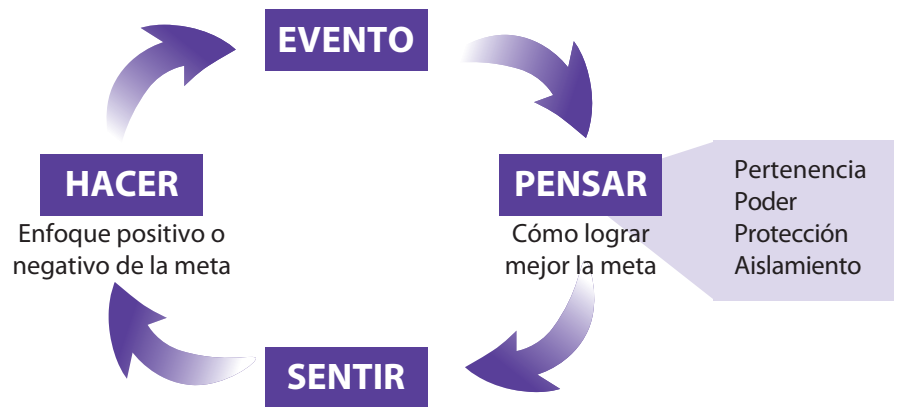 EVENTO
PENSAR
Cómo lograr
mejor la meta
Pertenencia
Poder
Protección
Aislamiento
SENTIR
HACER
Enfoque positivo o
negativo de la meta